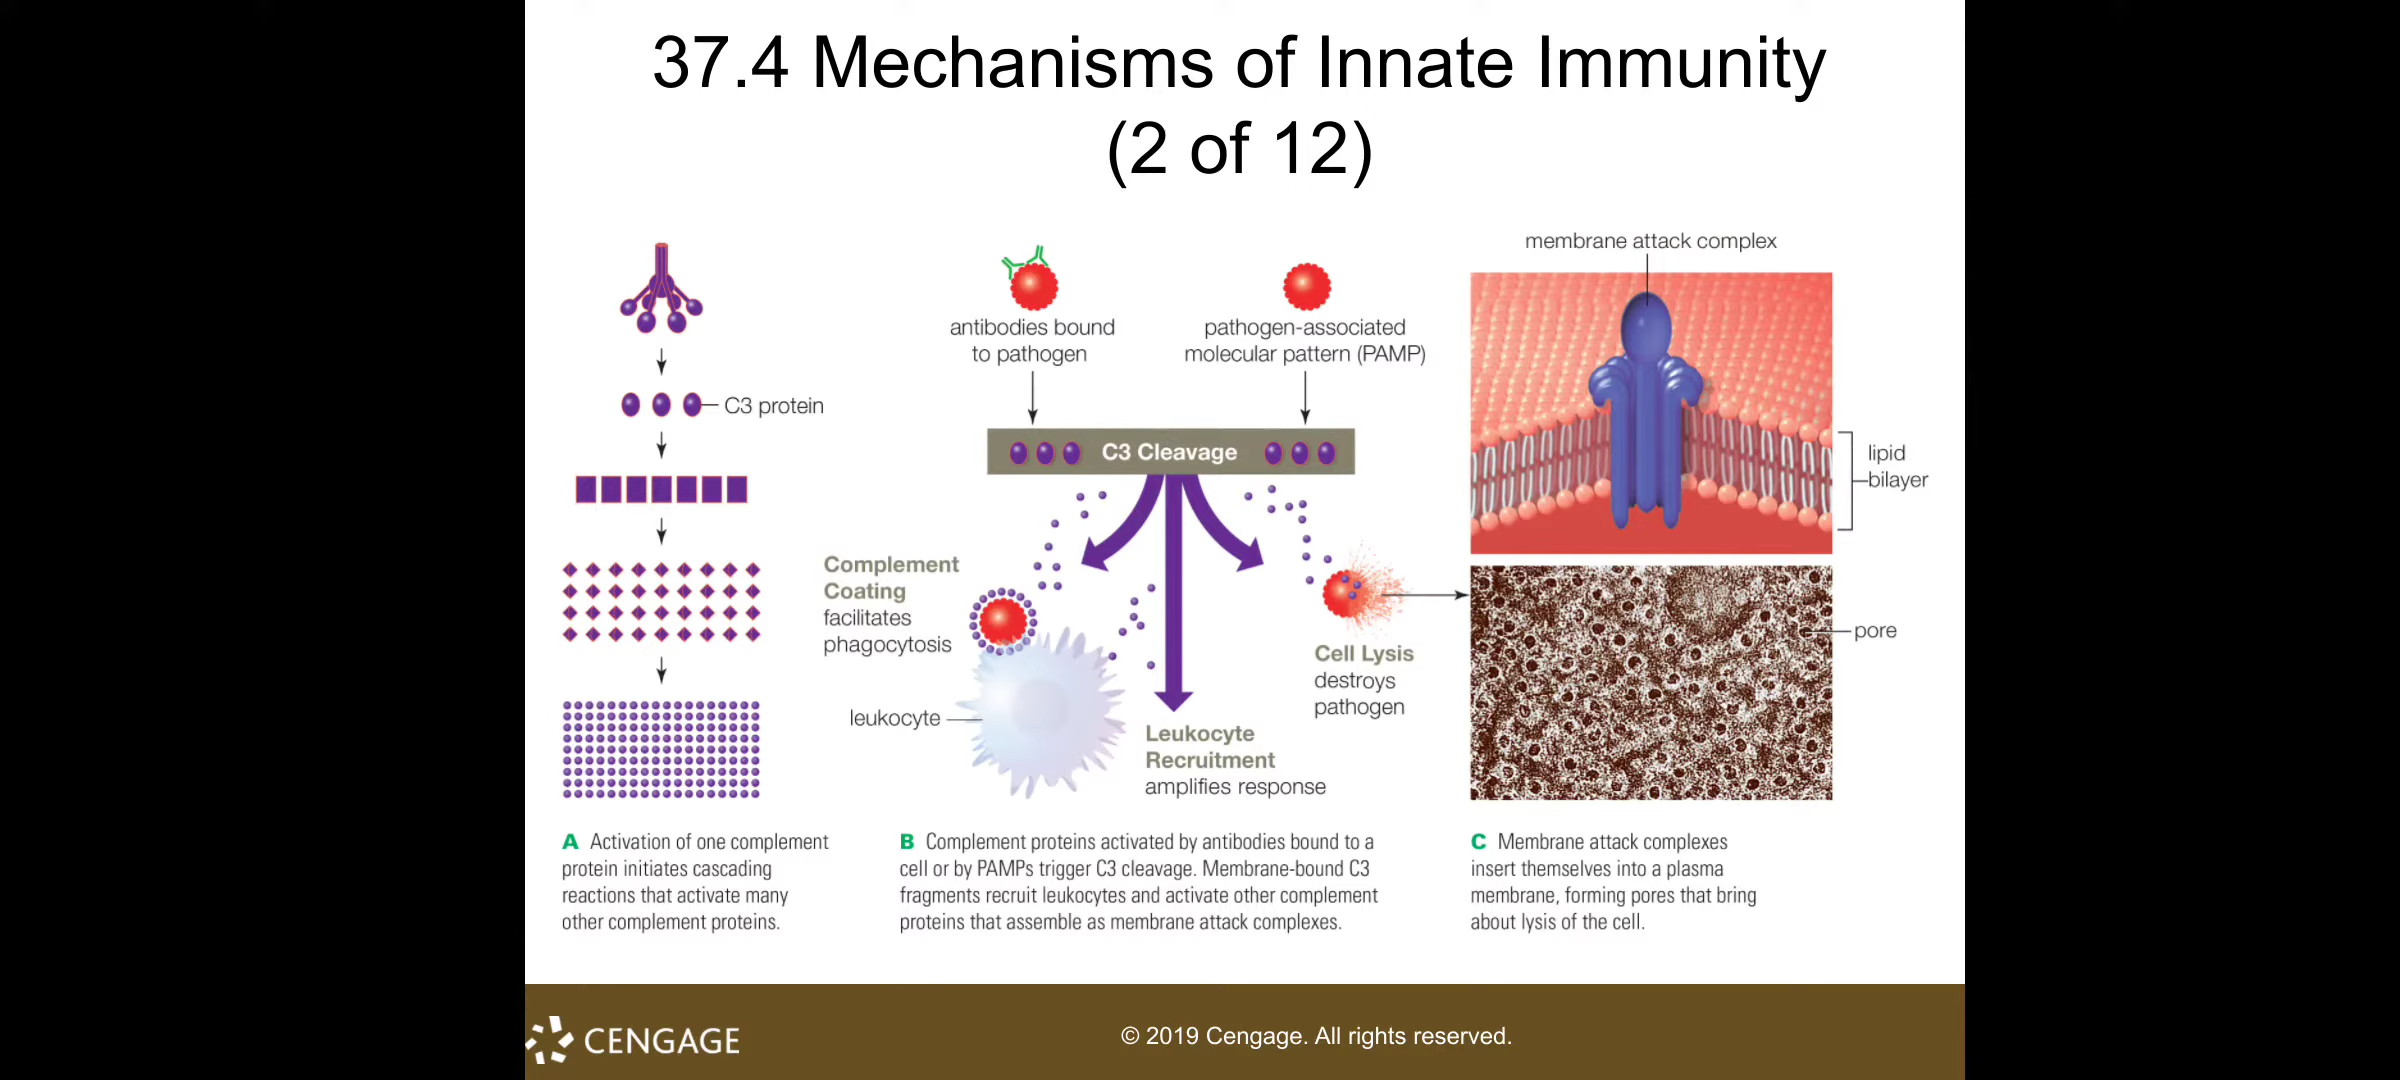 37.4 Mechanisms of Innate Immunity
(2 of 12)
C3 protein
A Activation of one complement
protein initiates cascading
reactions that activate many
other complement proteins.
antibodies bound
to pathogen
pathogen-associated
molecular pattern (PAMP)
C3 Cleavage
Complement
Coating
facilitates
phagocytosis
leukocyte
Leukocyte
Recruitment
amplifies response
Cell Lysis
destroys
pathogen
B Complement proteins activated by antibodies bound to a
cell or by PAMPs trigger C3 cleavage. Membrane-bound C3
fragments recruit leukocytes and activate other complement
proteins that assemble as membrane attack complexes.
membrane attack complex
lipid
bilayer
pore
C Membrane attack complexes
insert themselves into a plasma
membrane, forming pores that bring
about lysis of the cell.
CENGAGE
© 2019 Cengage. All rights reserved.